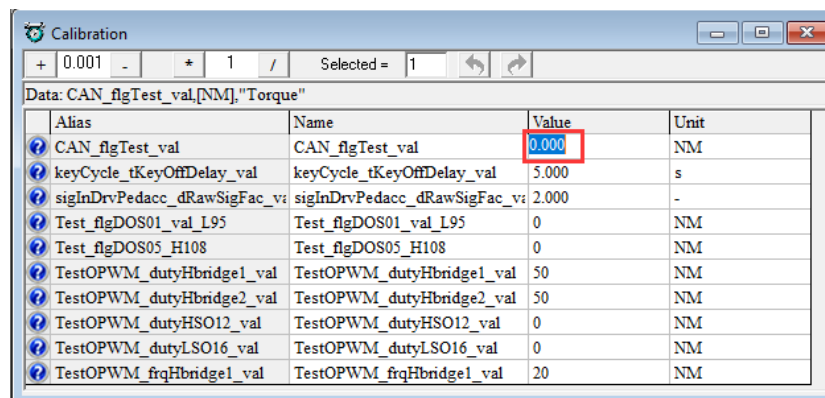 Calibration
+ 0.001 - * 1 / Selected = 1
Data: CAN_flgTest_val,[NM],"Torque"
Alias Name Value Unit
CAN_flgTest_val CAN_flgTest_val 0.000 NM
keyCycle_tKeyOffDelay_val keyCycle_tKeyOffDelay_val 5.000 s
sigInDrvPedacc_dRawSigFac_va sigInDrvPedacc_dRawSigFac_va 2.000 -
Test_flgDOS01_val_L95 Test_flgDOS01_val_L95 0 NM
Test_flgDOS05_H108 Test_flgDOS05_H108 0 NM
TestOPWM_dutyHbridge1_val TestOPWM_dutyHbridge1_val 50 NM
TestOPWM_dutyHbridge2_val TestOPWM_dutyHbridge2_val 50 NM
TestOPWM_dutyHSO12_val TestOPWM_dutyHSO12_val 0 NM
TestOPWM_dutyLSO16_val TestOPWM_dutyLSO16_val 0 NM
TestOPWM_frqHbridge1_val TestOPWM_frqHbridge1_val 20 NM